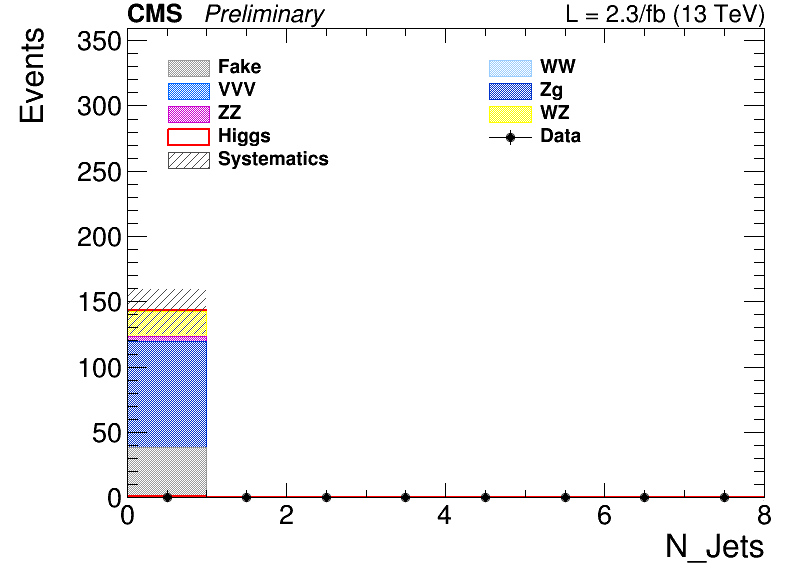 CMS Preliminary L = 2.3/fb (13 TeV)
Events
350
300
250
200
150
100
50
0
Fake
VVV
ZZ
Higgs
Systematics
WW
Zg
WZ
Data
0 2 4 6 8
N_Jets